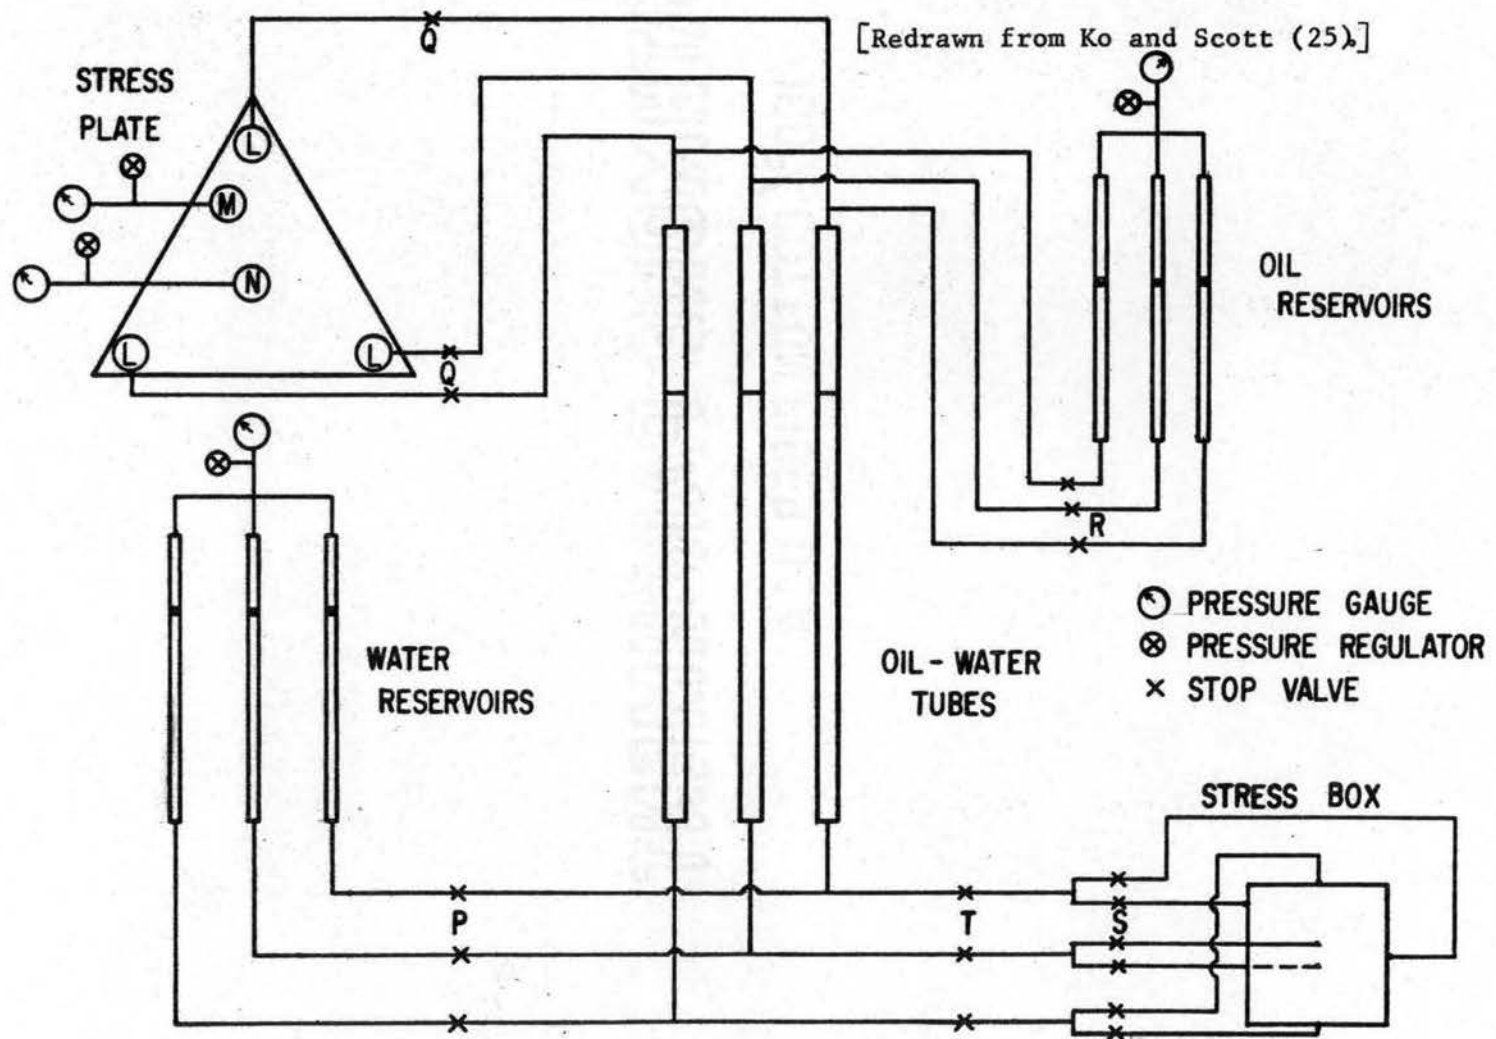 [Redrawn from Ko and Scott (25).]
Q
STRESS
PLATE
L
M
N
L
L
Q
OIL
RESERVOIRS
R
PRESSURE GAUGE
PRESSURE REGULATOR
STOP VALVE
WATER
RESERVOIRS
OIL - WATER
TUBES
STRESS BOX
P
T
S